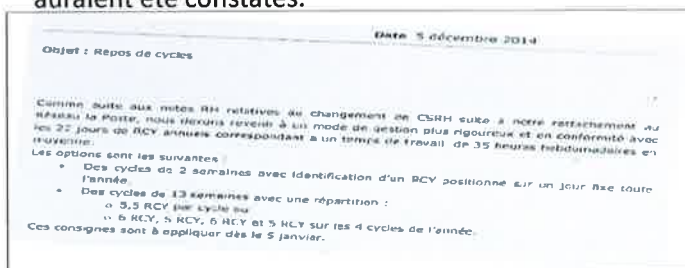 auraient été constatés.
Date 5 décembre 2014
Objet : Repos de cycles
Comme suite aux notes RH relatives au changement de CSRH suite à notre rattachement au
Réseau la Poste, nous devons revenir à un mode de gestion plus rigoureux et en conformité avec
les 22 jours de RCY annuels correspondant à un temps de travail de 35 heures hebdomadaires en
moyenne.
Les options sont les suivantes
• Des cycles de 2 semaines avec identification d'un RCY positionné sur un jour fixe toute
l'année.
• Des cycles de 13 semaines avec une répartition :
o 5,5 RCY par cycle ou
o 6 RCY, 5 RCY, 6 RCY et 5 RCY sur les 4 cycles de l'année.
Ces consignes sont à appliquer dès le 5 janvier.